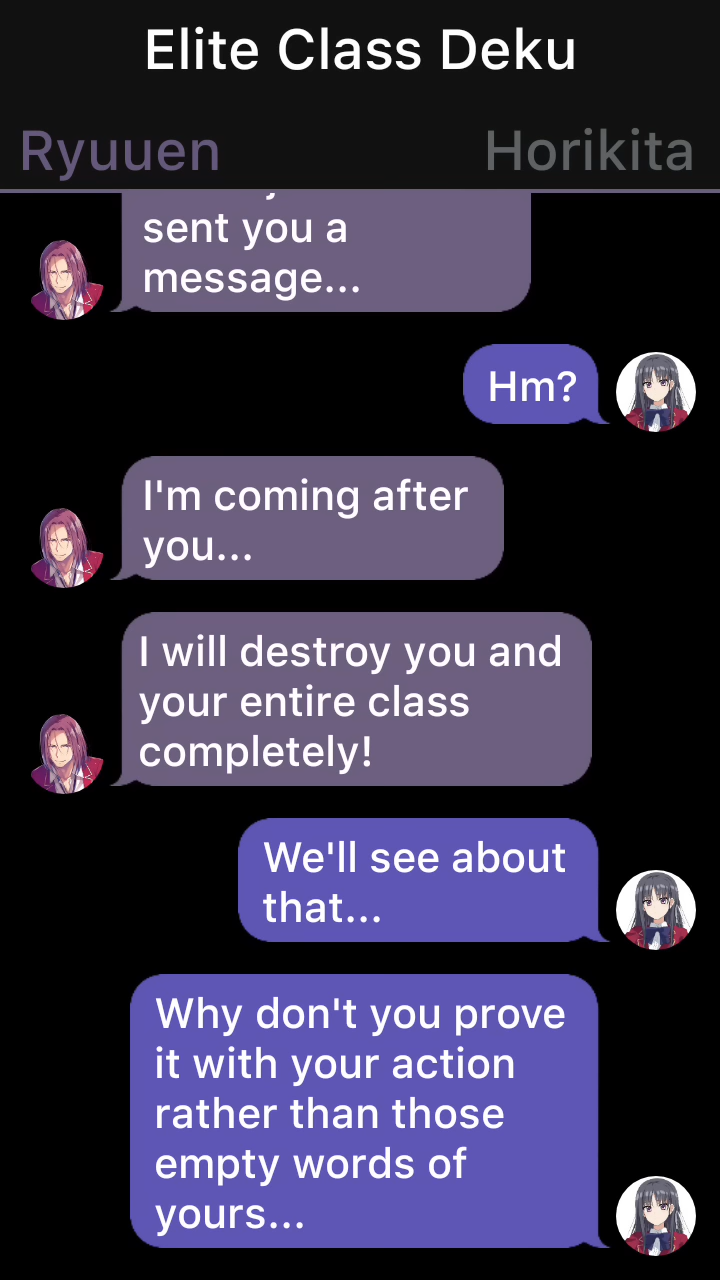 Elite Class Deku
Ryuuen
Horikita
sent you a
message...
Hm?
I'm coming after
you...
I will destroy you and
your entire class
completely!
We'll see about
that...
Why don't you prove
it with your action
rather than those
empty words of
yours...